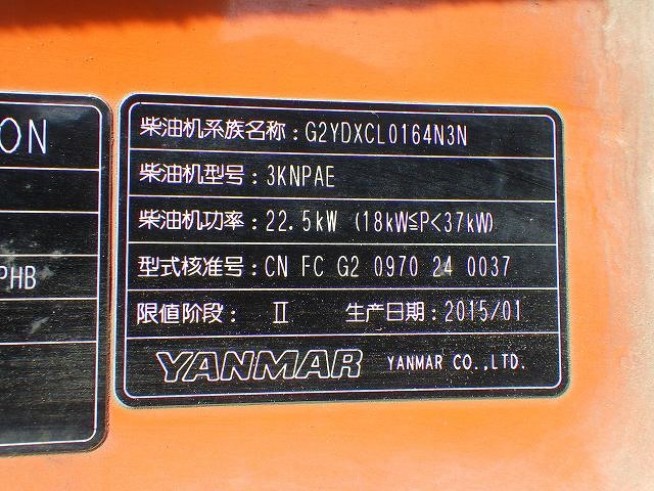 ON
PHB
柴油机系族名称：G2YDXCL0164N3N
柴油机型号：3KNPAE
柴油机功率：22.5kW (18kW≦P<37kW)
型式核准号：CN FC G2 0970 24 0037
限值阶段： Ⅱ 生产日期：2015/01
YANMAR YANMAR CO.,LTD.